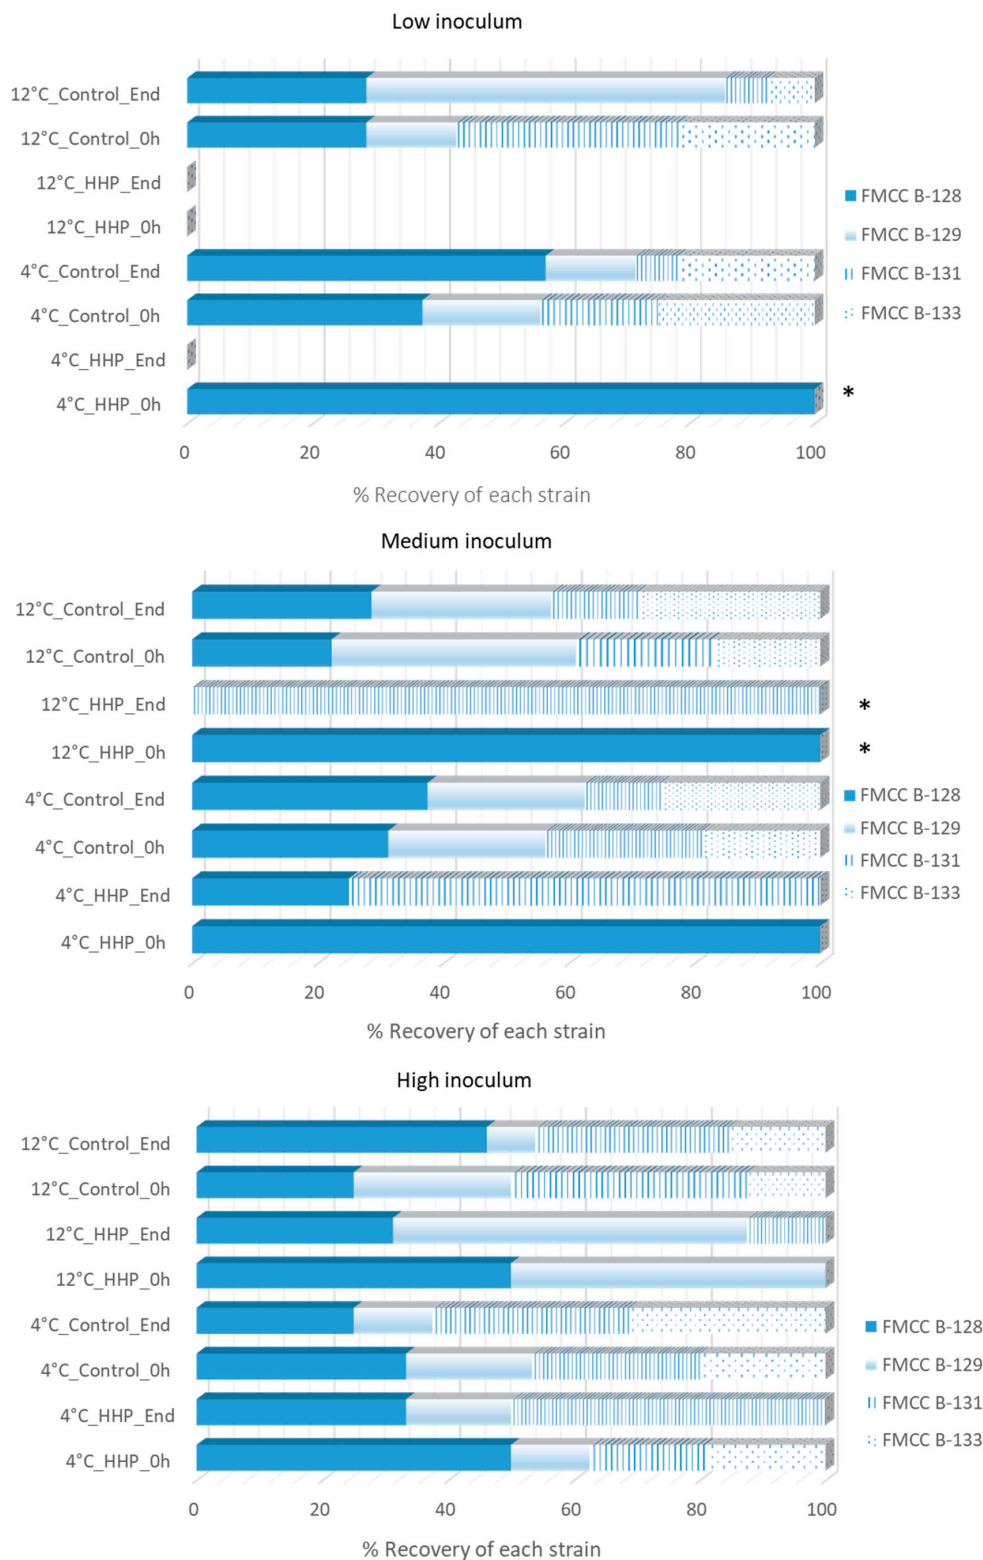 Low inoculum
12°C_Control_End
12°C_Control_0h
12°C_HHP_End
12°C_HHP_0h
4°C_Control_End
4°C_Control_0h
4°C_HHP_End
4°C_HHP_0h
*
FMCC B-128
FMCC B-129
FMCC B-131
FMCC B-133
0 20 40 60 80 100
% Recovery of each strain
Medium inoculum
12°C_Control_End
12°C_Control_0h
12°C_HHP_End
*
12°C_HHP_0h
*
4°C_Control_End
4°C_Control_0h
4°C_HHP_End
4°C_HHP_0h
FMCC B-128
FMCC B-129
FMCC B-131
FMCC B-133
0 20 40 60 80 100
% Recovery of each strain
High inoculum
12°C_Control_End
12°C_Control_0h
12°C_HHP_End
12°C_HHP_0h
4°C_Control_End
4°C_Control_0h
4°C_HHP_End
4°C_HHP_0h
FMCC B-128
FMCC B-129
FMCC B-131
FMCC B-133
0 20 40 60 80 100
% Recovery of each strain